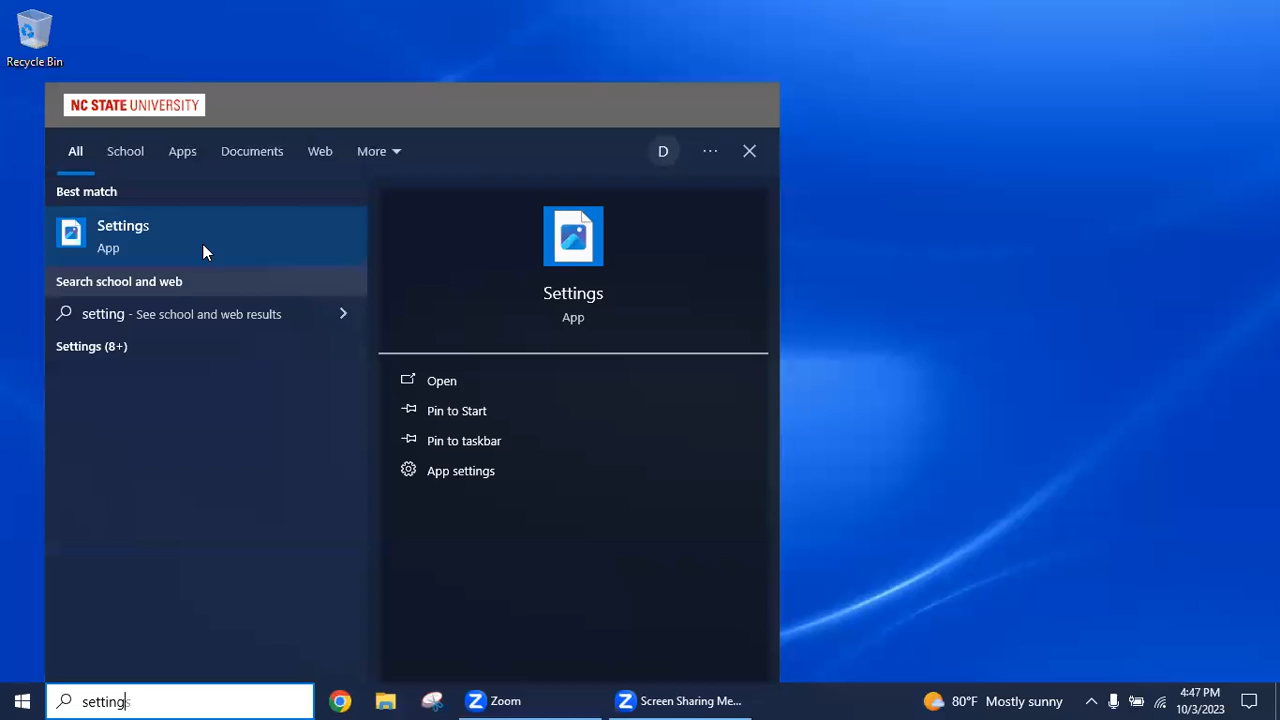 Recycle Bin
NC STATE UNIVERSITY
All School Apps Documents Web More D ...
Best match
Settings
App
Search school and web
setting - See school and web results
Settings (8+)
Settings
App
Open
Pin to Start
Pin to taskbar
App settings
settings
Zoom
Screen Sharing Me...
80°F Mostly sunny
4:47 PM
10/3/2023